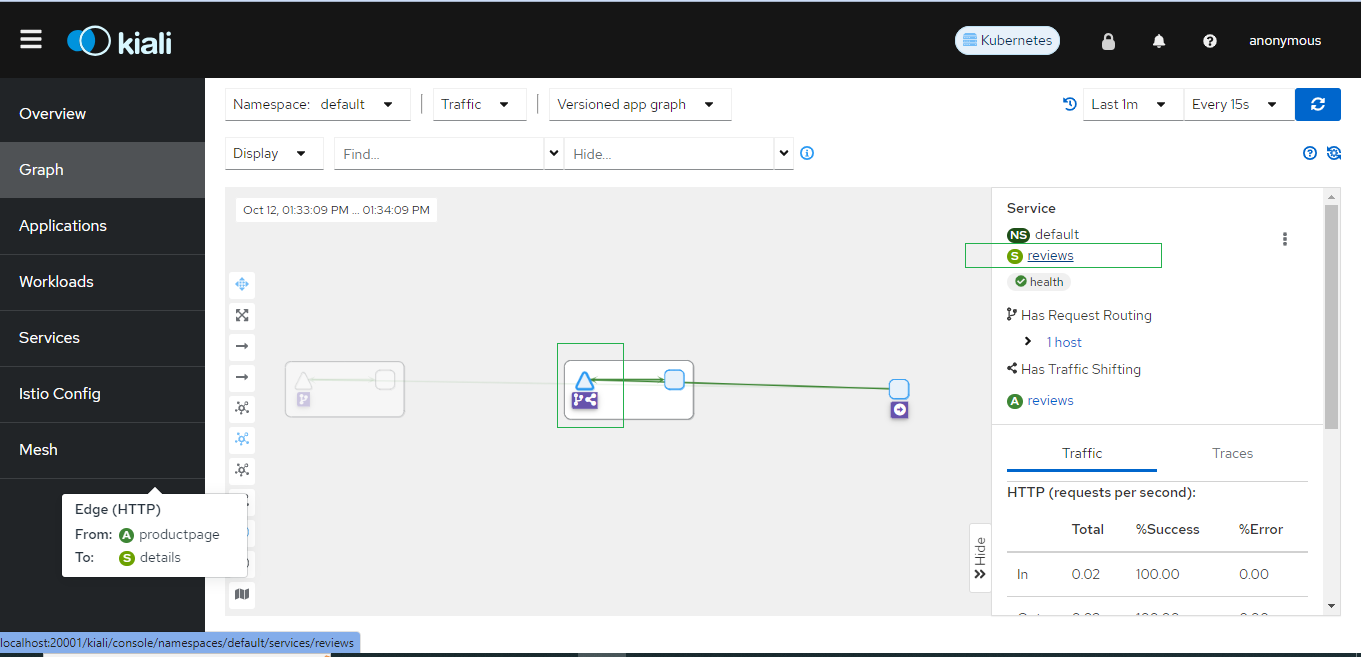 kiali
Kubernetes
anonymous
Overview
Graph
Applications
Workloads
Services
Istio Config
Mesh
Namespace: default
Traffic
Versioned app graph
Last 1m
Every 15s
Display
Find...
Hide...
Oct 12, 01:33:09 PM ... 01:34:09 PM
Service
NS default
S reviews
health
Has Request Routing
1 host
Has Traffic Shifting
A reviews
Traffic Traces
HTTP (requests per second):
Total %Success %Error
In 0.02 100.00 0.00
Hide
Edge (HTTP)
From: A productpage
To: S details
localhost:20001/kiali/console/namespaces/default/services/reviews